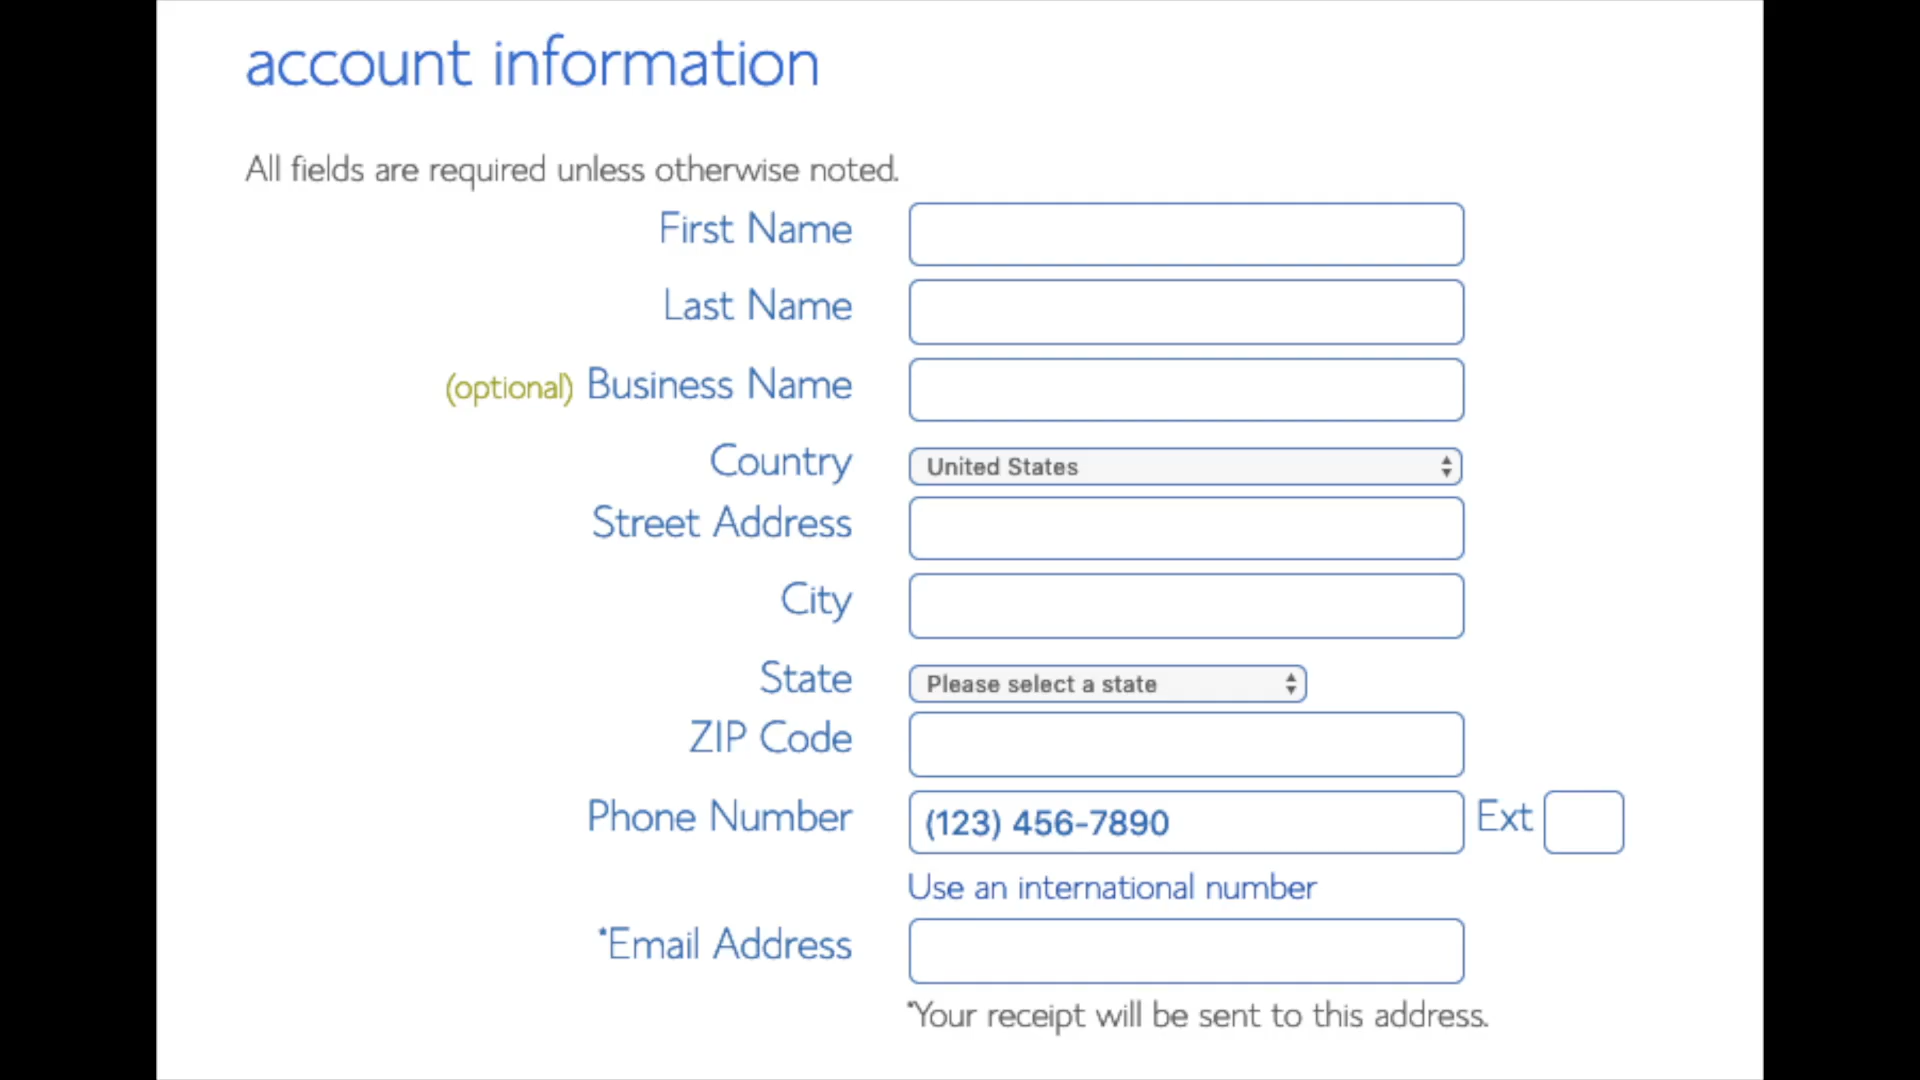 account information
All fields are required unless otherwise noted.
First Name
Last Name
(optional) Business Name
Country United States
Street Address
City
State Please select a state
ZIP Code
Phone Number (123) 456-7890 Ext
Use an international number
*Email Address
*Your receipt will be sent to this address.